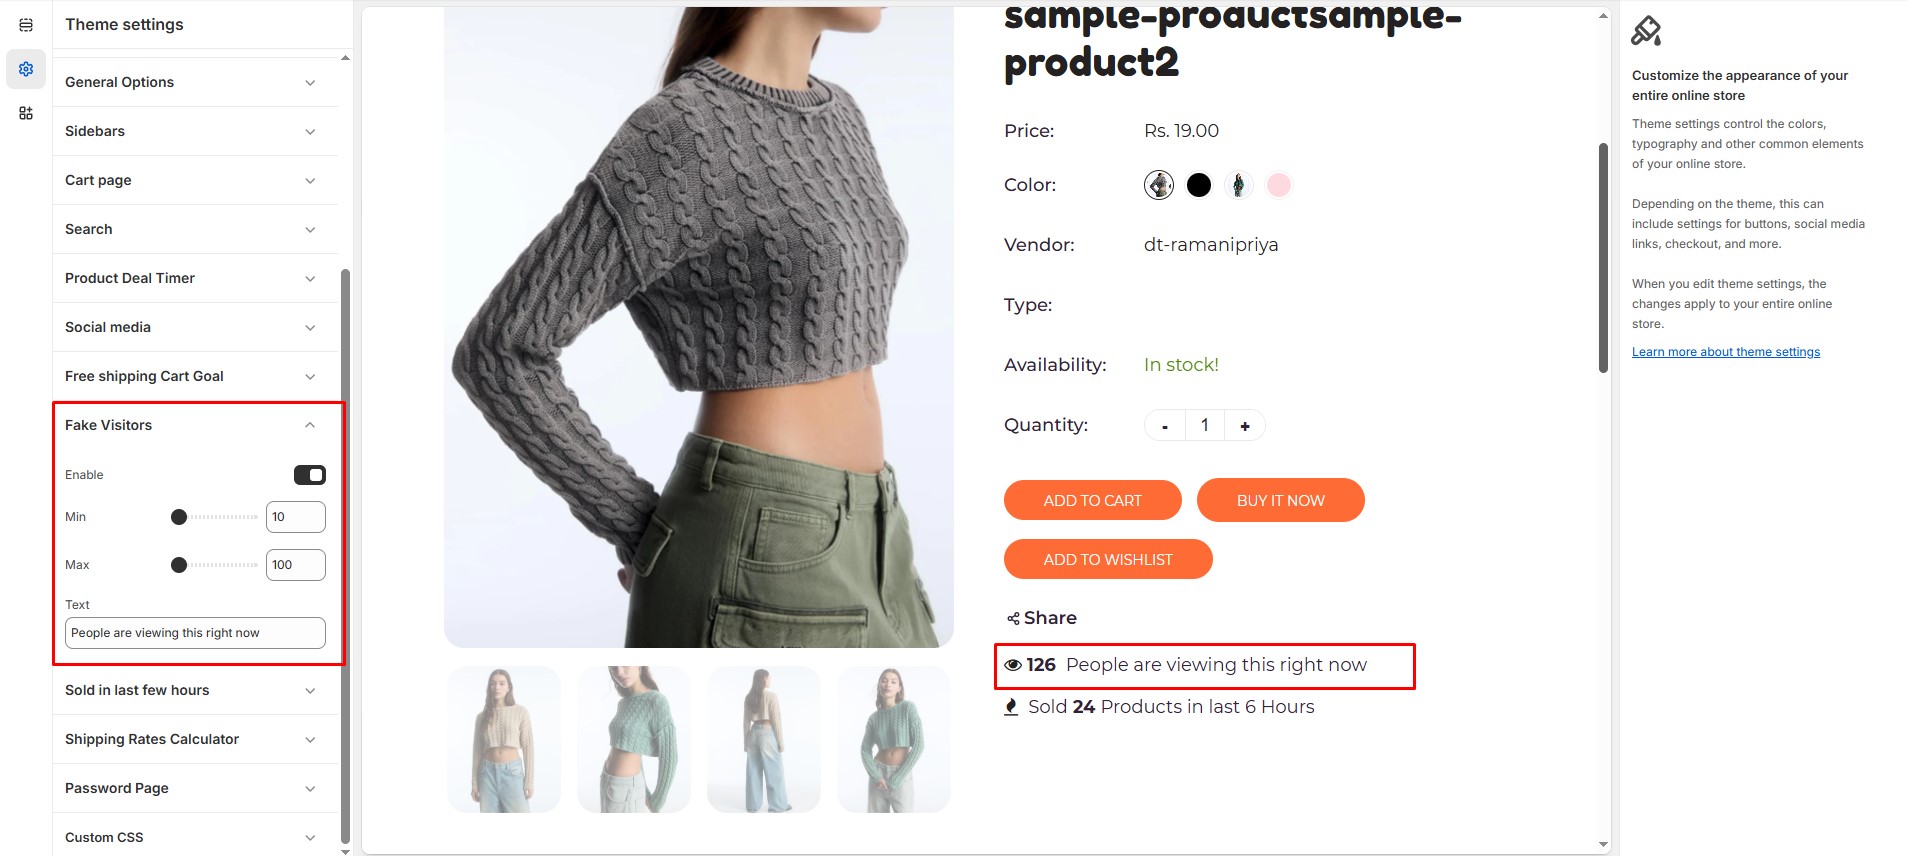 Theme settings
General Options
Sidebars
Cart page
Search
Product Deal Timer
Social media
Free shipping Cart Goal
Fake Visitors
Enable
Min
10
Max
100
Text
People are viewing this right now
Sold in last few hours
Shipping Rates Calculator
Password Page
Custom CSS
sample-productsample-
product2
Price: Rs. 19.00
Color:
Vendor: dt-ramanipriya
Type:
Availability: In stock!
Quantity: - 1 +
ADD TO CART BUY IT NOW
ADD TO WISHLIST
Share
126 People are viewing this right now
Sold 24 Products in last 6 Hours
Customize the appearance of your
entire online store
Theme settings control the colors,
typography and other common elements
of your online store.
Depending on the theme, this can
include settings for buttons, social media
links, checkout, and more.
When you edit theme settings, the
changes apply to your entire online
store.
Learn more about theme settings